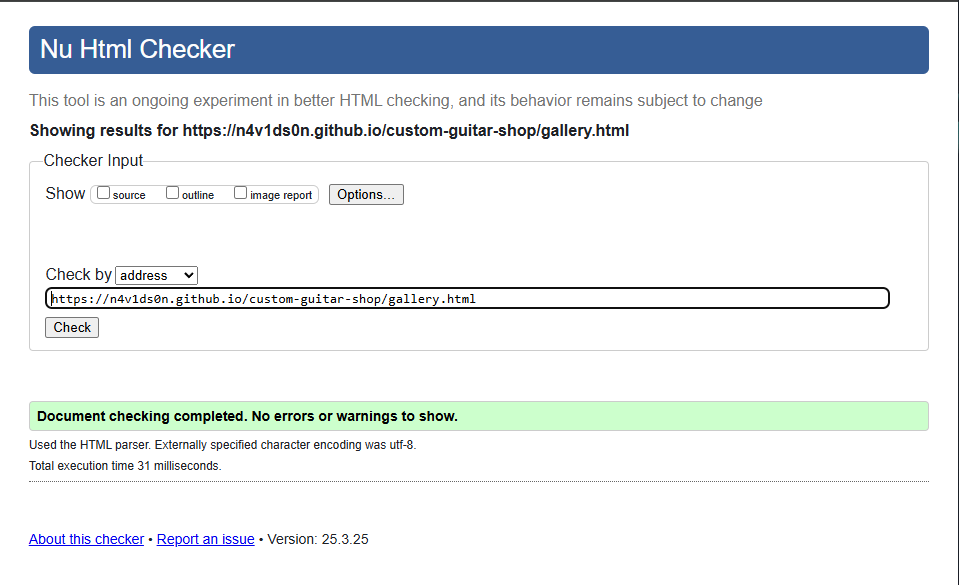 Nu Html Checker
This tool is an ongoing experiment in better HTML checking, and its behavior remains subject to change
Showing results for https://n4v1ds0n.github.io/custom-guitar-shop/gallery.html
Checker Input
Show source outline image report Options...
Check by address
https://n4v1ds0n.github.io/custom-guitar-shop/gallery.html
Check
Document checking completed. No errors or warnings to show.
Used the HTML parser. Externally specified character encoding was utf-8.
Total execution time 31 milliseconds.
About this checker • Report an issue • Version: 25.3.25